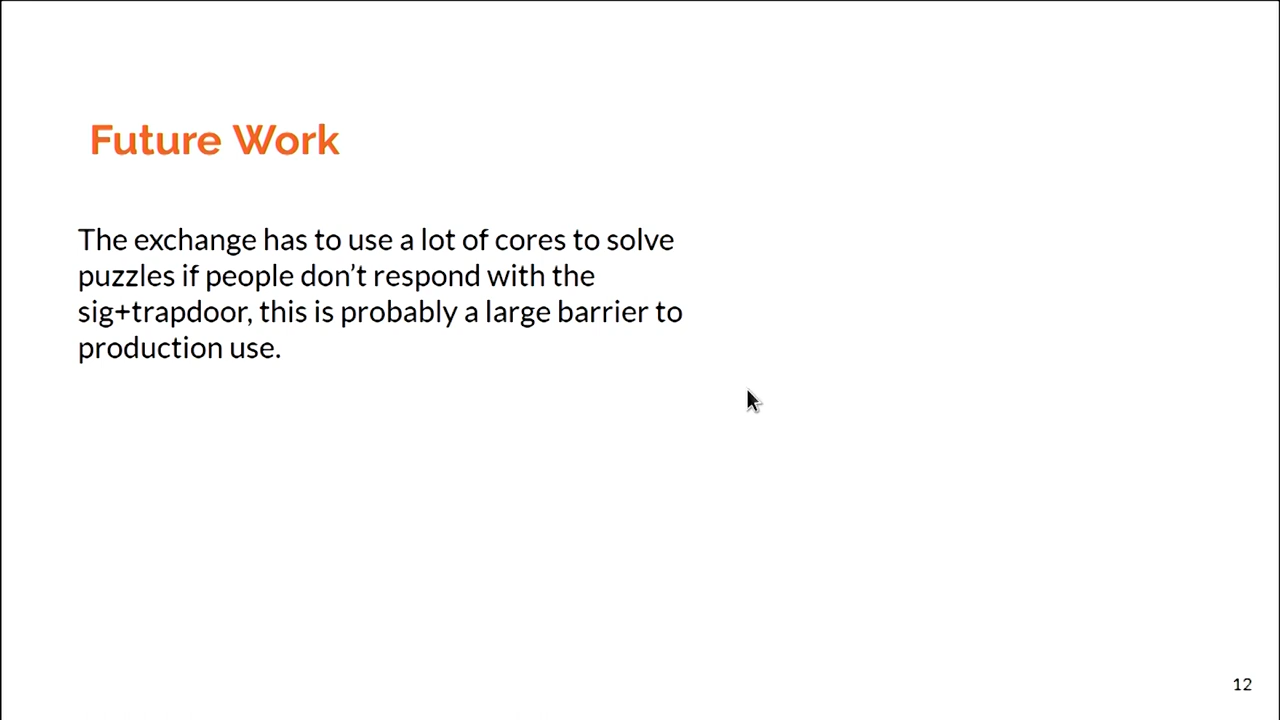 Future Work
The exchange has to use a lot of cores to solve
puzzles if people don’t respond with the
sig+trapdoor, this is probably a large barrier to
production use.
12